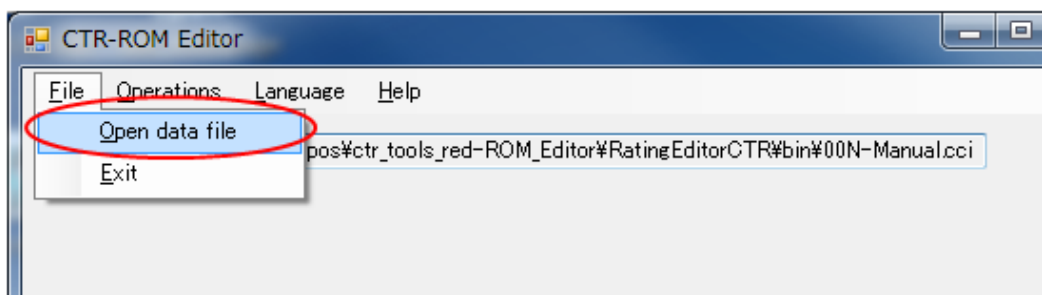 CTR-ROM Editor
File Operations Language Help
Open data file
pos¥ctr_tools_red-ROM_Editor¥RatingEditorCTR¥bin¥00N-Manual.cci
Exit